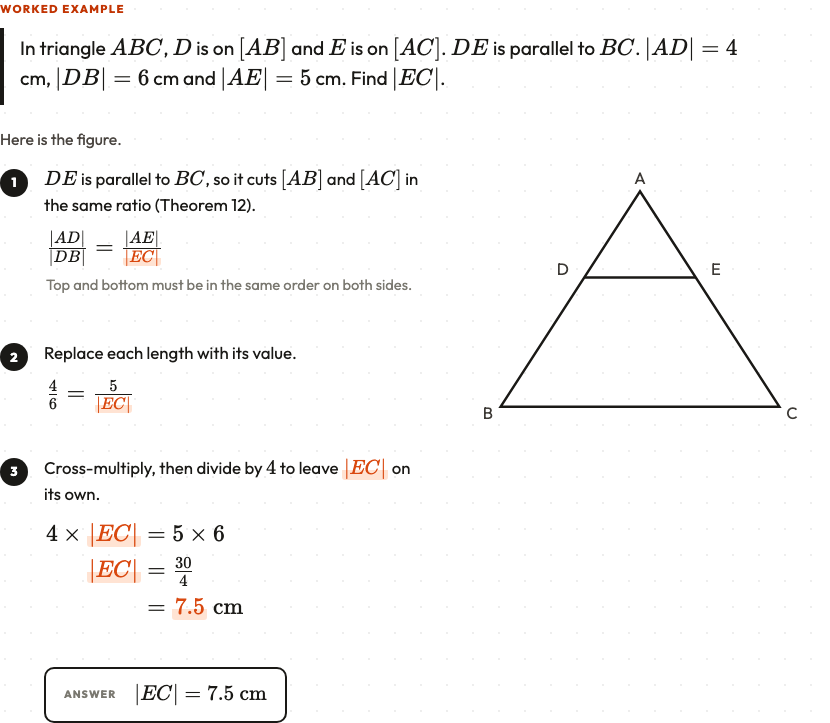 WORKED EXAMPLE
In triangle ABC, D is on [AB] and E is on [AC]. DE is parallel to BC. |AD| = 4
cm, |DB| = 6 cm and |AE| = 5 cm. Find |EC|.
Here is the figure.
1 DE is parallel to BC, so it cuts [AB] and [AC] in
the same ratio (Theorem 12).
|AD|/|DB| = |AE|/|EC|
Top and bottom must be in the same order on both sides.
2 Replace each length with its value.
4/6 = 5/|EC|
3 Cross-multiply, then divide by 4 to leave |EC| on
its own.
4 × |EC| = 5 × 6
|EC| = 30/4
= 7.5 cm
ANSWER |EC| = 7.5 cm
A
D E
B C